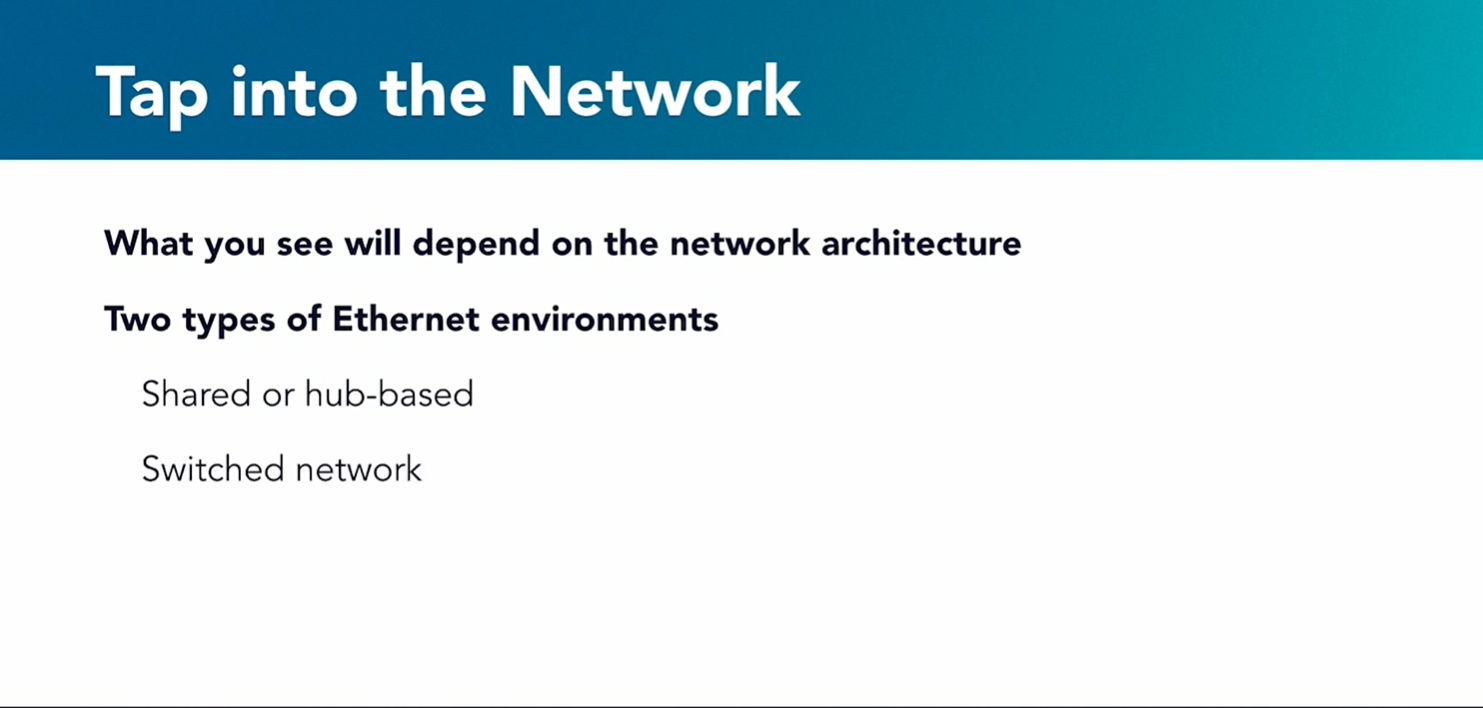 Tap into the Network
What you see will depend on the network architecture
Two types of Ethernet environments
Shared or hub-based
Switched network